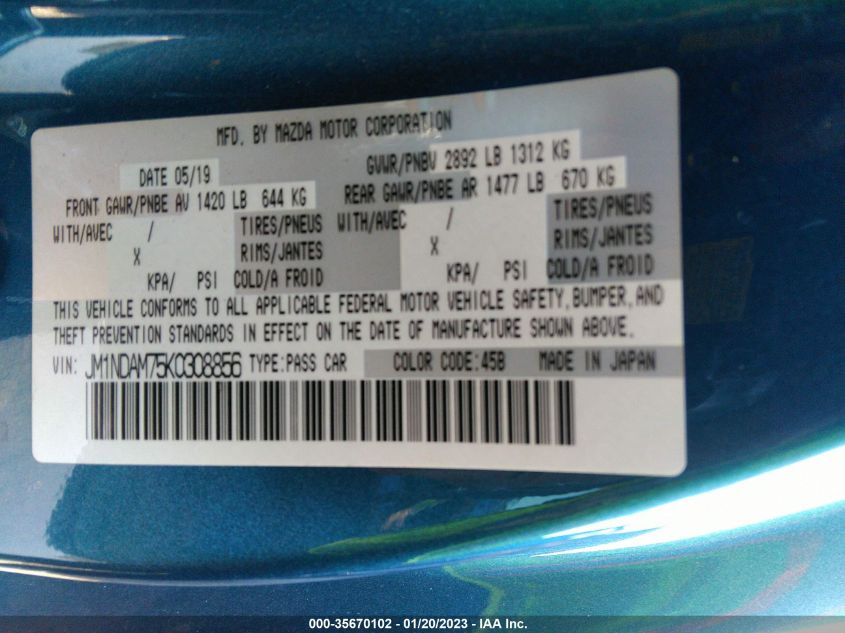 MFD. BY MAZDA MOTOR CORPORATION
DATE 05/19 GVWR/PNBV 2892 LB 1312 KG
FRONT GAWR/PNBE AV 1420 LB 644 KG REAR GAWR/PNBE AR 1477 LB 670 KG
WITH/AVEC / TIRES/PNEUS WITH/AVEC / TIRES/PNEUS
X RIMS/JANTES X RIMS/JANTES
KPA/ PSI COLD/A FROID KPA/ PSI COLD/A FROID
THIS VEHICLE CONFORMS TO ALL APPLICABLE FEDERAL MOTOR VEHICLE SAFETY, BUMPER, AND
THEFT PREVENTION STANDARDS IN EFFECT ON THE DATE OF MANUFACTURE SHOWN ABOVE.
VIN: JM1NDAM75K0308856 TYPE:PASS CAR COLOR CODE:45B MADE IN JAPAN
000-35670102 — 01/20/2023 — IAA Inc.